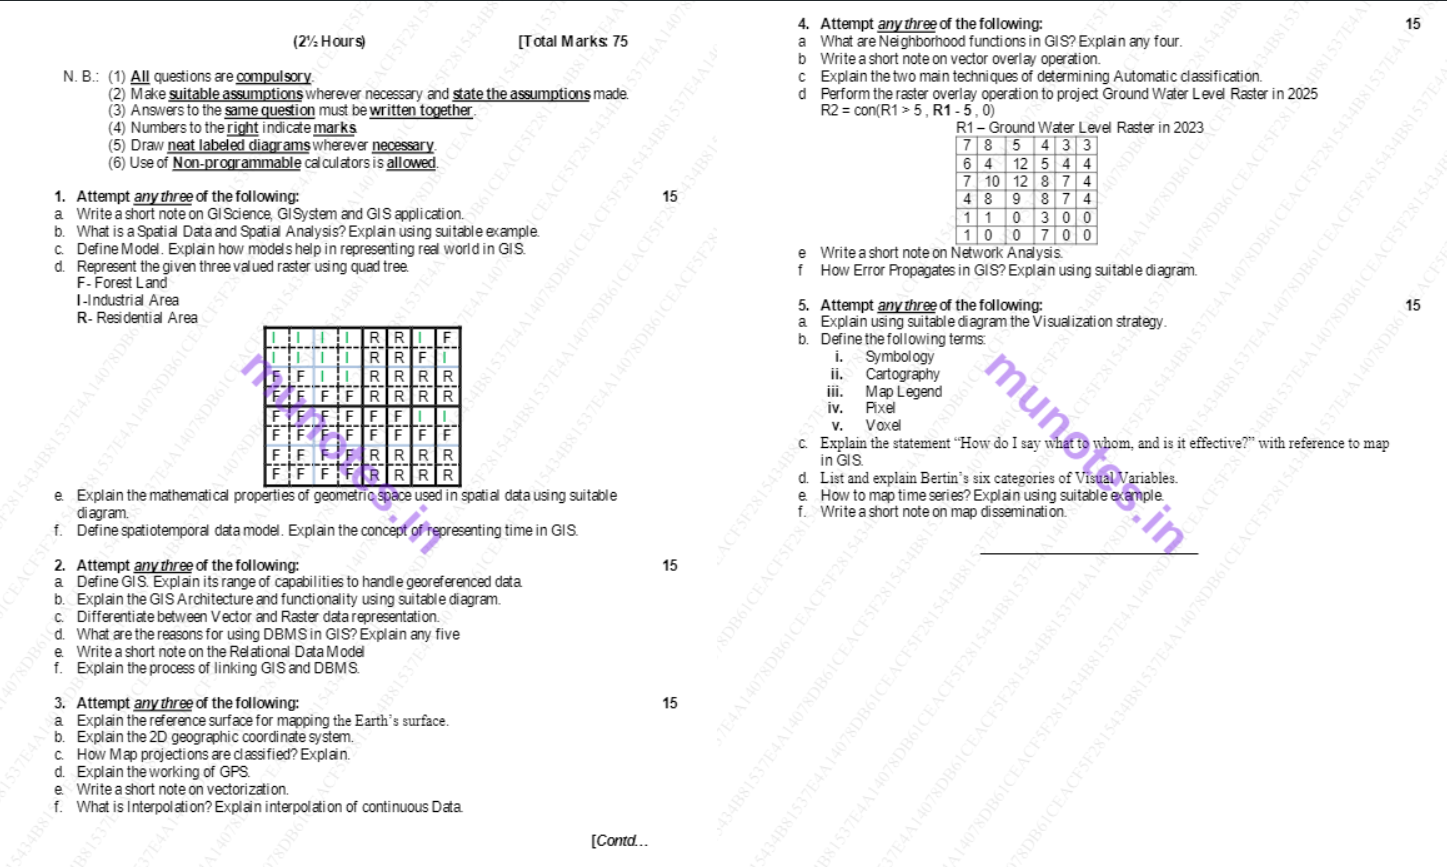 (2½ Hours) [Total Marks: 75
N. B.: (1) All questions are compulsory.
(2) Make suitable assumptions wherever necessary and state the assumptions made.
(3) Answers to the same question must be written together.
(4) Numbers to the right indicate marks.
(5) Draw neat labeled diagrams wherever necessary.
(6) Use of Non-programmable calculators is allowed.
1. Attempt any three of the following: 15
a. Write a short note on GIScience, GISystem and GIS application.
b. What is a Spatial Data and Spatial Analysis? Explain using suitable example.
c. Define Model. Explain how models help in representing real world in GIS.
d. Represent the given three valued raster using quad tree.
F- Forest Land
I-Industrial Area
R- Residential Area
I I I I R R I F
I I I I R R F I
F F I I R R R R
F F F F R R R R
F F F F F F I I
F F F F F F F F
F F F F R R R R
F F F F R R R R
e. Explain the mathematical properties of geometric space used in spatial data using suitable
diagram.
f. Define spatiotemporal data model. Explain the concept of representing time in GIS.
2. Attempt any three of the following: 15
a. Define GIS. Explain its range of capabilities to handle georeferenced data.
b. Explain the GIS Architecture and functionality using suitable diagram.
c. Differentiate between Vector and Raster data representation.
d. What are the reasons for using DBMS in GIS? Explain any five
e. Write a short note on the Relational Data Model
f. Explain the process of linking GIS and DBMS.
3. Attempt any three of the following: 15
a. Explain the reference surface for mapping the Earth's surface.
b. Explain the 2D geographic coordinate system.
c. How Map projections are classified? Explain.
d. Explain the working of GPS.
e. Write a short note on vectorization.
f. What is Interpolation? Explain interpolation of continuous Data.
[Contd...
4. Attempt any three of the following: 15
a What are Neighborhood functions in GIS? Explain any four.
b Write a short note on vector overlay operation.
c Explain the two main techniques of determining Automatic classification.
d Perform the raster overlay operation to project Ground Water Level Raster in 2025
R2 = con(R1 > 5 , R1 - 5 , 0)
R1 – Ground Water Level Raster in 2023
7 8 5 4 3 3
6 4 12 5 4 4
7 10 12 8 7 4
4 8 9 8 7 4
1 1 0 3 0 0
1 0 0 7 0 0
e Write a short note on Network Analysis.
f How Error Propagates in GIS? Explain using suitable diagram.
5. Attempt any three of the following: 15
a. Explain using suitable diagram the Visualization strategy.
b. Define the following terms:
i. Symbology
ii. Cartography
iii. Map Legend
iv. Pixel
v. Voxel
c. Explain the statement “How do I say what to whom, and is it effective?” with reference to map
in GIS.
d. List and explain Bertin's six categories of Visual Variables.
e. How to map time series? Explain using suitable example.
f. Write a short note on map dissemination.
munotes.in
munotes.in